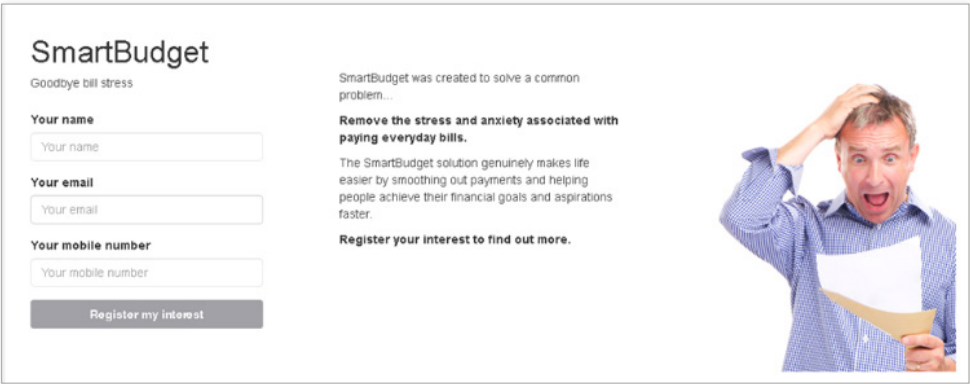 SmartBudget
Goodbye bill stress
Your name
Your name
Your email
Your email
Your mobile number
Your mobile number
Register my interest
SmartBudget was created to solve a common
problem...
Remove the stress and anxiety associated with
paying everyday bills.
The SmartBudget solution genuinely makes life
easier by smoothing out payments and helping
people achieve their financial goals and aspirations
faster.
Register your interest to find out more.